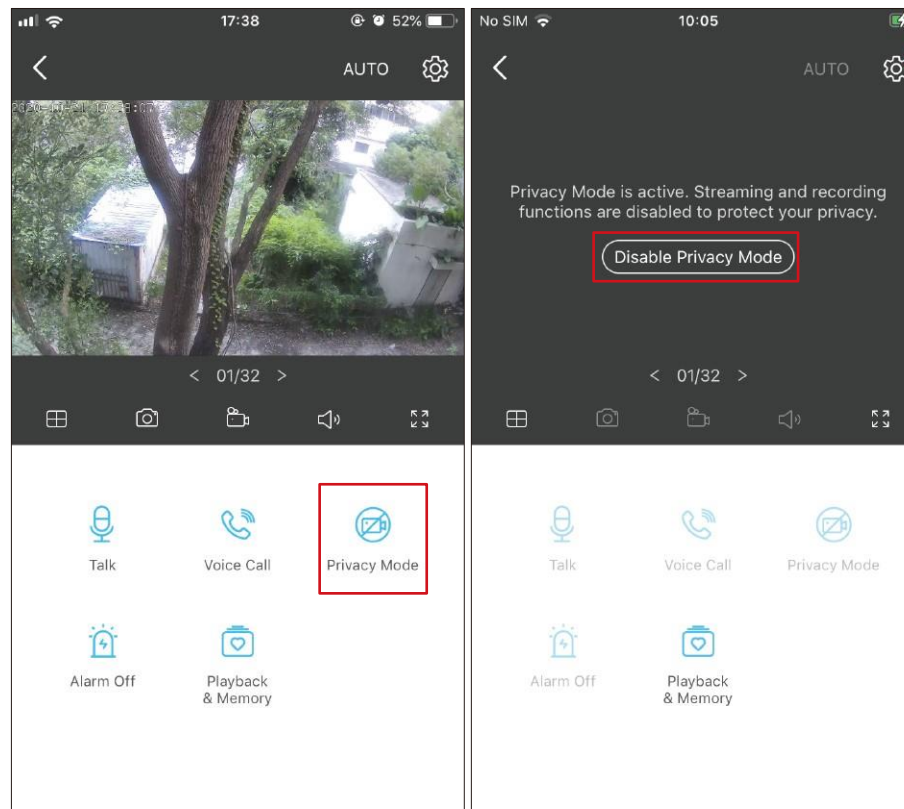 17:38
52%
AUTO
< 01/32 >
Talk
Voice Call
Privacy Mode
Alarm Off
Playback
& Memory
No SIM
10:05
AUTO
Privacy Mode is active. Streaming and recording
functions are disabled to protect your privacy.
Disable Privacy Mode
< 01/32 >
Talk
Voice Call
Privacy Mode
Alarm Off
Playback
& Memory